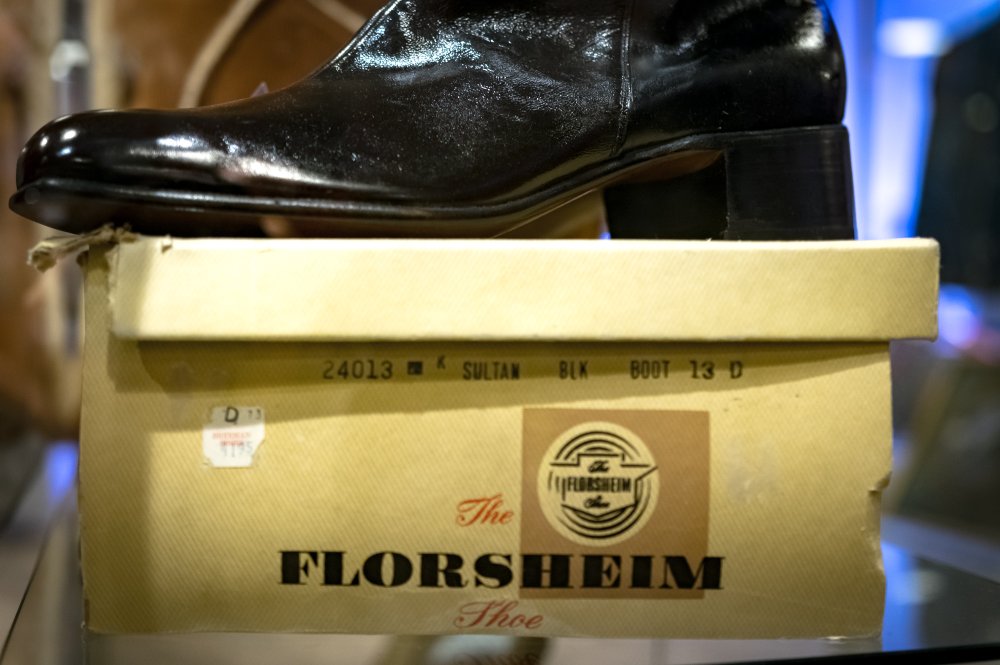 24013 K SULTAN BLK BOOT 13 D
D 13
The
FLORSHEIM
Shoe
The
FLORSHEIM
Shoe